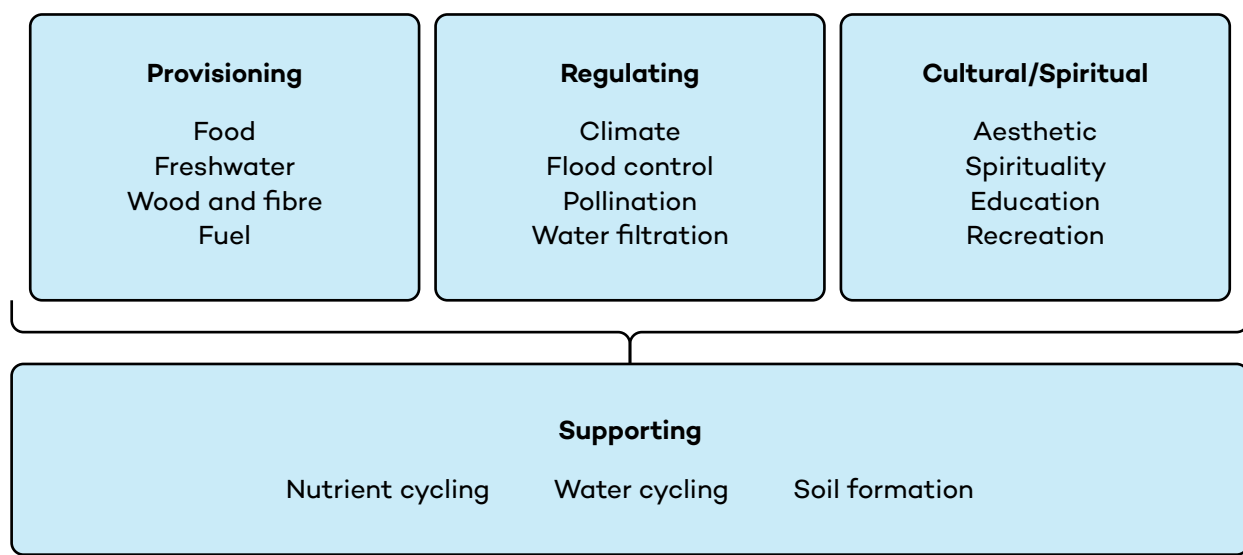 Provisioning
Food
Freshwater
Wood and fibre
Fuel
Regulating
Climate
Flood control
Pollination
Water filtration
Cultural/Spiritual
Aesthetic
Spirituality
Education
Recreation
Supporting
Nutrient cycling Water cycling Soil formation